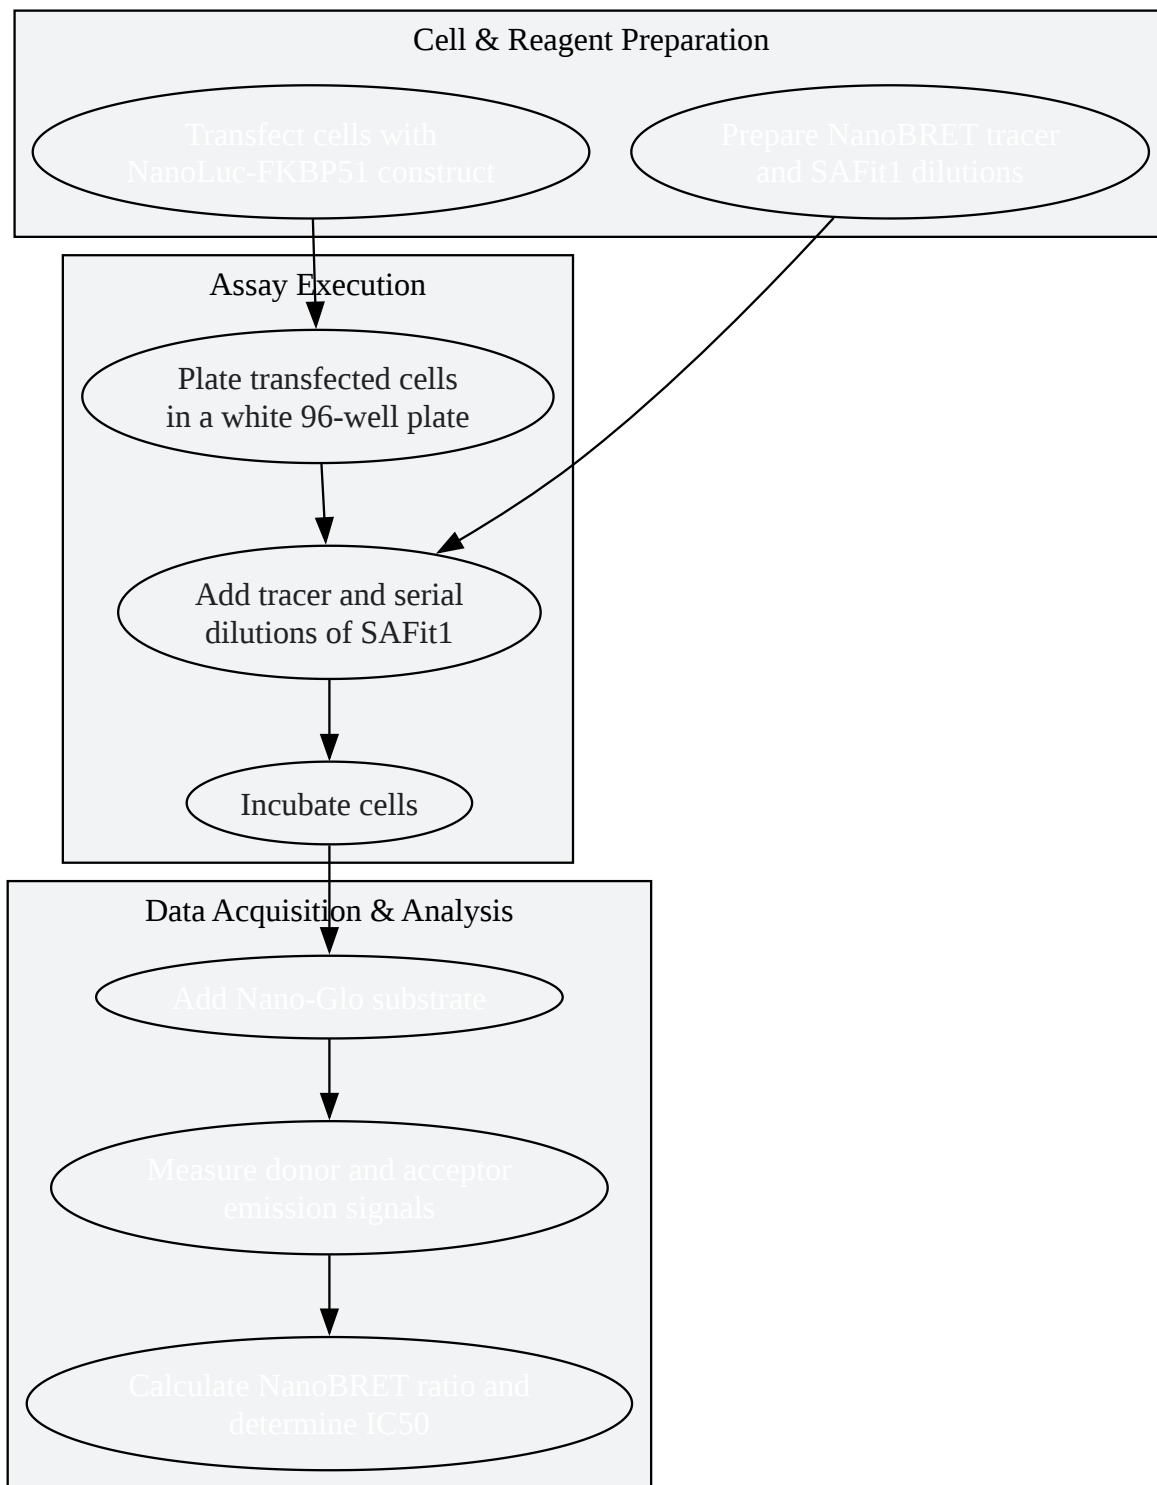 Cell & Reagent Preparation
Transfect cells with
NanoLuc-FKBP51 construct
Prepare NanoBRET tracer
and SAFit1 dilutions
Assay Execution
Plate transfected cells
in a white 96-well plate
Add tracer and serial
dilutions of SAFit1
Incubate cells
Data Acquisition & Analysis
Add Nano-Glo substrate
Measure donor and acceptor
emission signals
Calculate NanoBRET ratio and
determine IC50